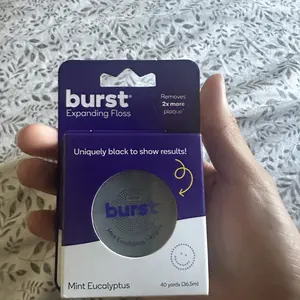 burst®
Expanding Floss
Removes
2x more
plaque
Uniquely black to show results!
burst
Mint Eucalyptus
40 yards (36.5m)